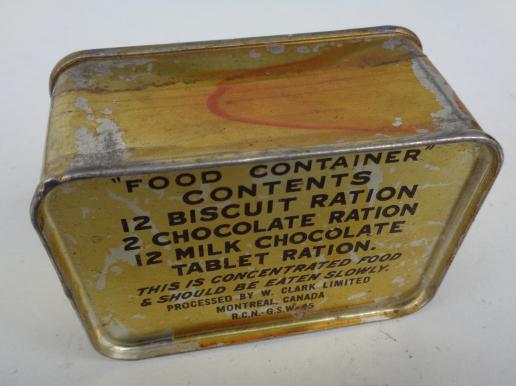 "FOOD CONTAINER"
CONTENTS
12 BISCUIT RATION
2 CHOCOLATE RATION
12 MILK CHOCOLATE
TABLET RATION.
THIS IS CONCENTRATED FOOD
& SHOULD BE EATEN SLOWLY.
PROCESSED BY W. CLARK LIMITED
MONTREAL, CANADA
R.C.N.-G.S.W-45